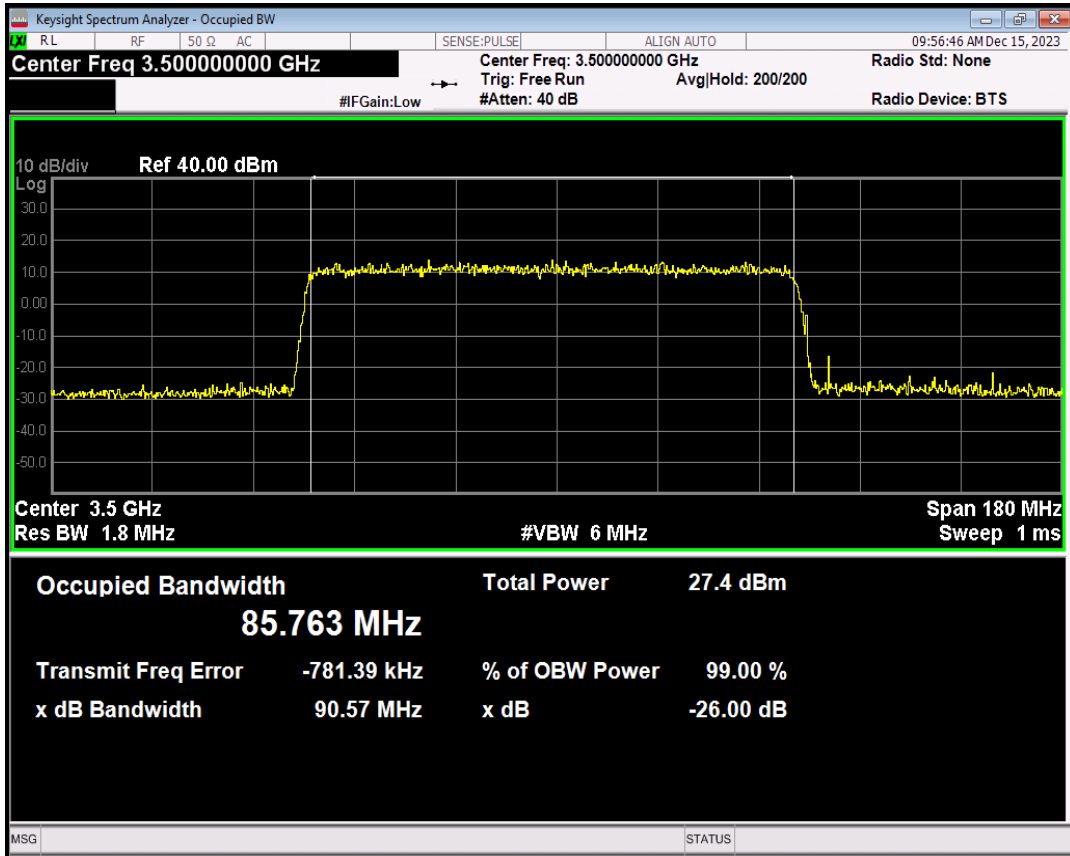 Keysight Spectrum Analyzer - Occupied BW
LXI RL RF 50 Ω AC SENSE:PULSE ALIGN AUTO 09:56:46 AM Dec 15, 2023
Center Freq 3.500000000 GHz Center Freq: 3.500000000 GHz Radio Std: None
Trig: Free Run Avg|Hold: 200/200
#IFGain:Low #Atten: 40 dB Radio Device: BTS
10 dB/div Ref 40.00 dBm
Log
30.0
20.0
10.0
0.00
-10.0
-20.0
-30.0
-40.0
-50.0
Center 3.5 GHz Span 180 MHz
Res BW 1.8 MHz #VBW 6 MHz Sweep 1 ms
Occupied Bandwidth Total Power 27.4 dBm
85.763 MHz
Transmit Freq Error -781.39 kHz % of OBW Power 99.00 %
x dB Bandwidth 90.57 MHz x dB -26.00 dB
MSG STATUS